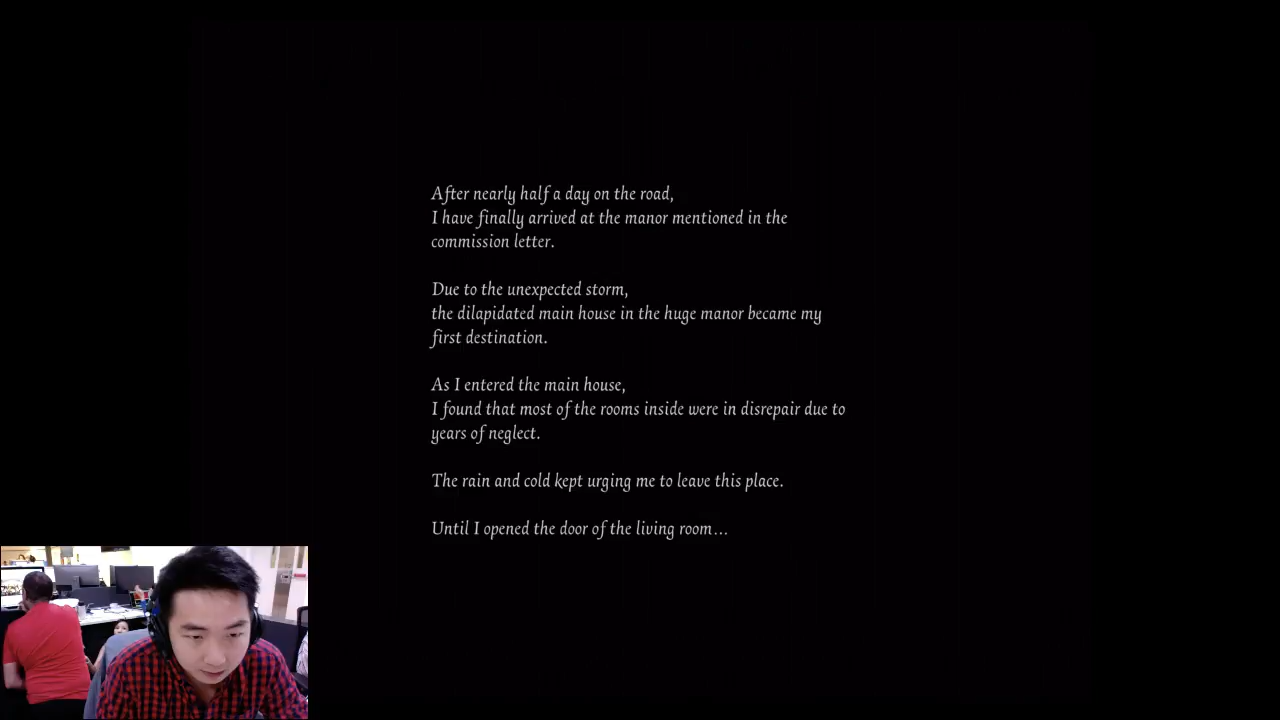 After nearly half a day on the road,
I have finally arrived at the manor mentioned in the
commission letter.
Due to the unexpected storm,
the dilapidated main house in the huge manor became my
first destination.
As I entered the main house,
I found that most of the rooms inside were in disrepair due to
years of neglect.
The rain and cold kept urging me to leave this place.
Until I opened the door of the living room...